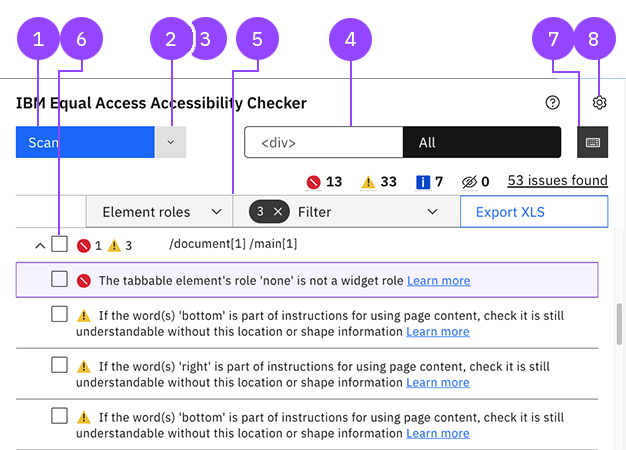 1 6 2 3 5 4 7 8
IBM Equal Access Accessibility Checker
Scan <div> All
13 33 7 0 53 issues found
Element roles 3 × Filter Export XLS
1 3 /document[1] /main[1]
The tabbable element's role 'none' is not a widget role Learn more
If the word(s) 'bottom' is part of instructions for using page content, check it is still
understandable without this location or shape information Learn more
If the word(s) 'right' is part of instructions for using page content, check it is still
understandable without this location or shape information Learn more
If the word(s) 'bottom' is part of instructions for using page content, check it is still
understandable without this location or shape information Learn more